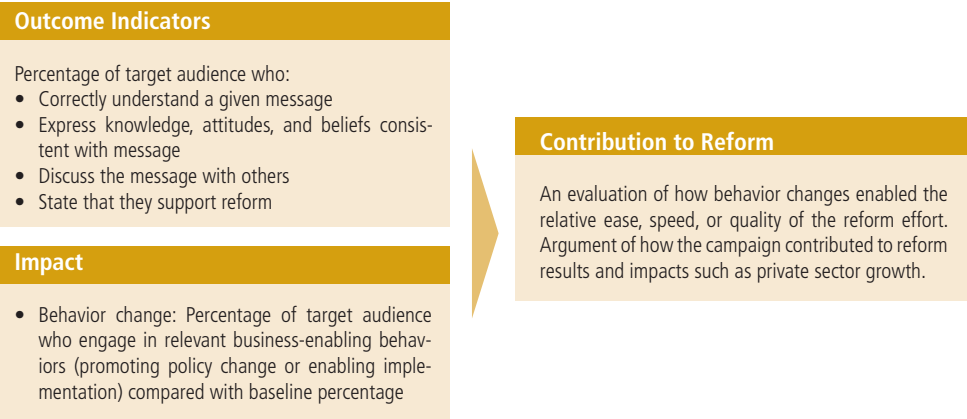 Outcome Indicators
Percentage of target audience who:
• Correctly understand a given message
• Express knowledge, attitudes, and beliefs consis-
tent with message
• Discuss the message with others
• State that they support reform
Impact
• Behavior change: Percentage of target audience
who engage in relevant business-enabling behav-
iors (promoting policy change or enabling imple-
mentation) compared with baseline percentage
Contribution to Reform
An evaluation of how behavior changes enabled the
relative ease, speed, or quality of the reform effort.
Argument of how the campaign contributed to reform
results and impacts such as private sector growth.